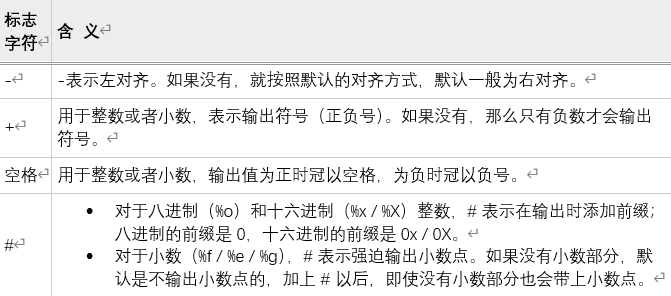 标志
字符
含 义
-
-表示左对齐。如果没有，就按照默认的对齐方式，默认一般为右对齐。
+
用于整数或者小数，表示输出符号（正负号）。如果没有，那么只有负数才会输出
符号。
空格
用于整数或者小数，输出值为正时冠以空格，为负时冠以负号。
#
● 对于八进制（%o）和十六进制（%x / %X）整数，# 表示在输出时添加前缀；
八进制的前缀是 0，十六进制的前缀是 0x / 0X。
● 对于小数（%f / %e / %g），# 表示强迫输出小数点。如果没有小数部分，默
认是不输出小数点的，加上 # 以后，即使没有小数部分也会带上小数点。